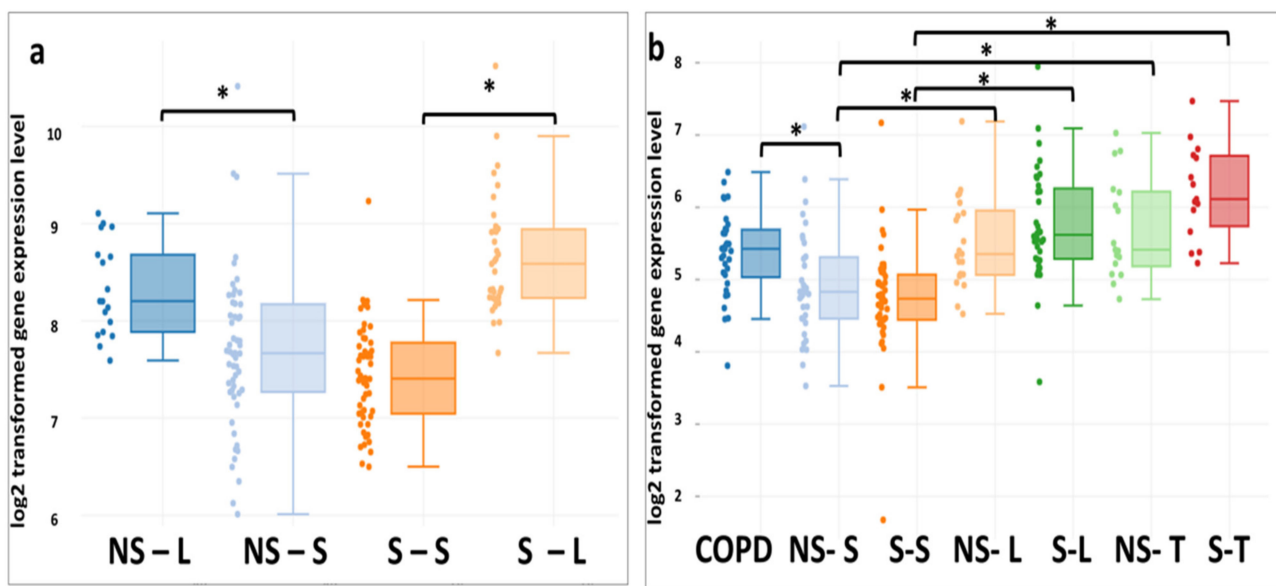 a
log2 transformed gene expression level
*
*
10
9
8
7
6
NS – L
NS – S
S – S
S – L
b
log2 transformed gene expression level
*
*
*
*
*
8
7
6
5
4
3
2
COPD
NS- S
S-S
NS- L
S-L
NS- T
S-T